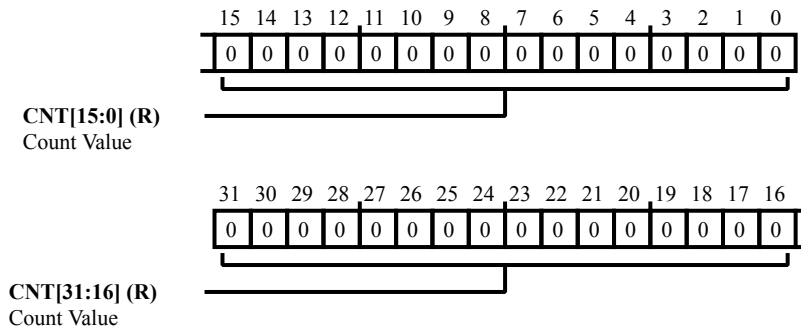 15 14 13 12 11 10 9 8 7 6 5 4 3 2 1 0
0 0 0 0 0 0 0 0 0 0 0 0 0 0 0 0
CNT[15:0] (R)
Count Value
31 30 29 28 27 26 25 24 23 22 21 20 19 18 17 16
0 0 0 0 0 0 0 0 0 0 0 0 0 0 0 0
CNT[31:16] (R)
Count Value